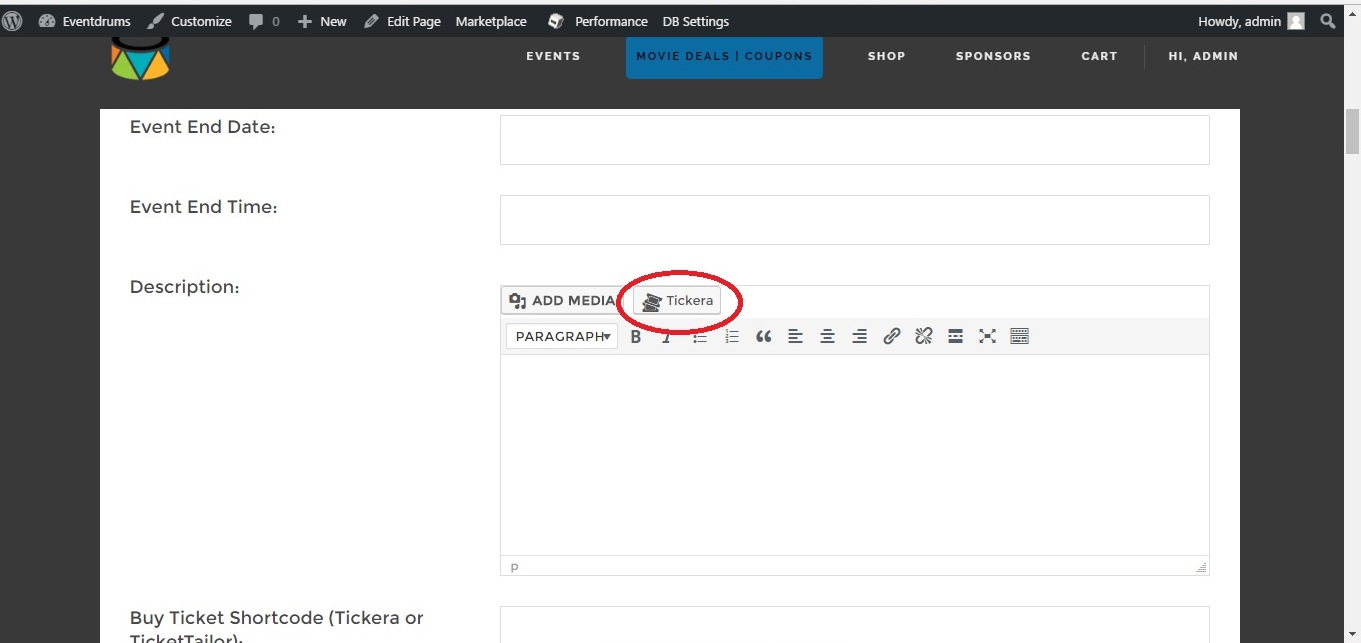 Eventdrums Customize 0 New Edit Page Marketplace Performance DB Settings Howdy, admin
EVENTS MOVIE DEALS | COUPONS SHOP SPONSORS CART HI, ADMIN
Event End Date:
Event End Time:
Description:
ADD MEDIA Tickera
PARAGRAPH B I
p
Buy Ticket Shortcode (Tickera or
TicketTailor):